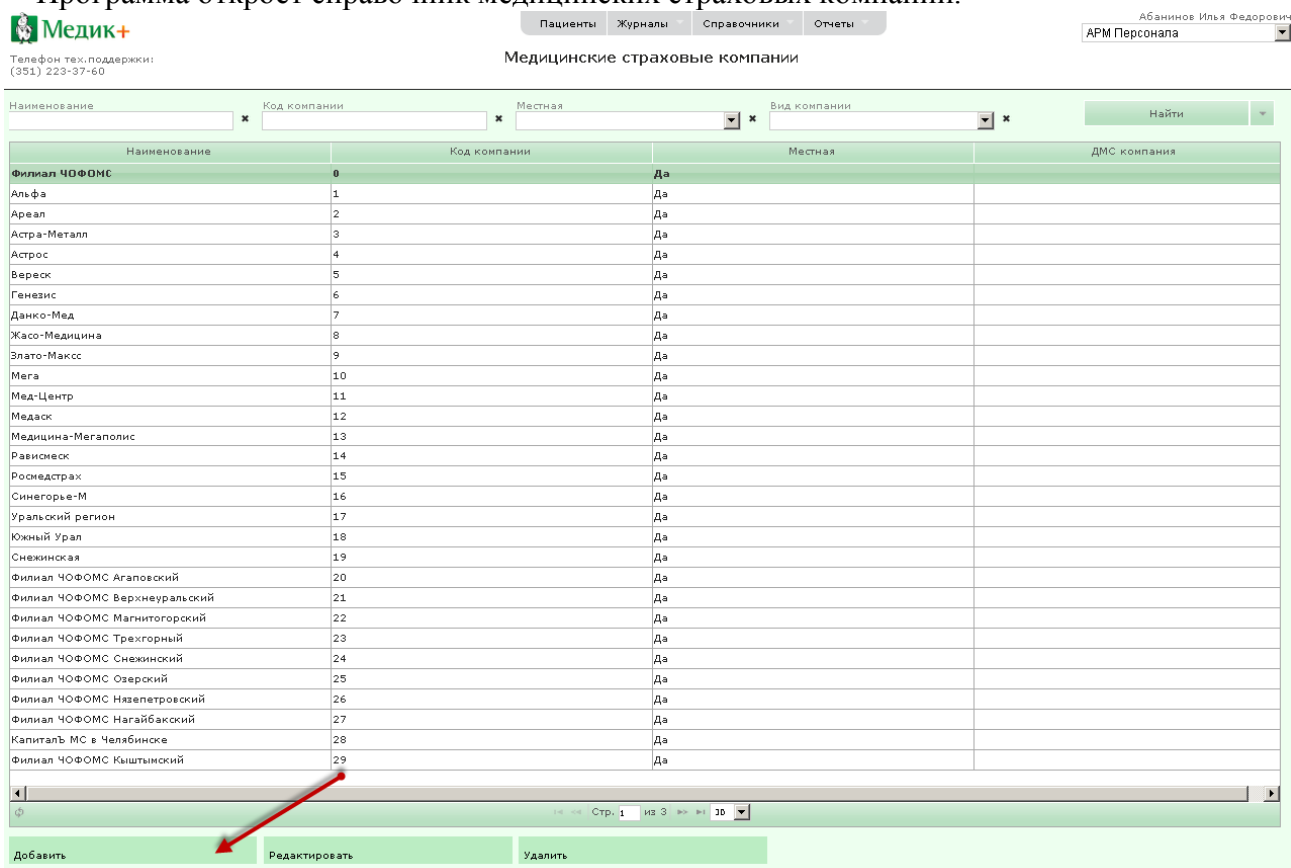 Программа откроет справочник медицинских страховых компаний.
Медик+
Пациенты Журналы Справочники Отчеты
Абанинов Илья Федорович
АРМ Персонала
Телефон тех.поддержки:
(351) 223-37-60
Медицинские страховые компании
Наименование Код компании Местная Вид компании
Найти
Наименование Код компании Местная ДМС компания
Филиал ЧОФОМС 0 Да
Альфа 1 Да
Ареал 2 Да
Астра-Металл 3 Да
Астрос 4 Да
Вереск 5 Да
Генезис 6 Да
Данко-Мед 7 Да
Жасо-Медицина 8 Да
Злато-Максс 9 Да
Мега 10 Да
Мед-Центр 11 Да
Медаск 12 Да
Медицина-Мегаполис 13 Да
Рависмеск 14 Да
Росмедстрах 15 Да
Синегорье-М 16 Да
Уральский регион 17 Да
Южный Урал 18 Да
Снежинская 19 Да
Филиал ЧОФОМС Агаповский 20 Да
Филиал ЧОФОМС Верхнеуральский 21 Да
Филиал ЧОФОМС Магнитогорский 22 Да
Филиал ЧОФОМС Трехгорный 23 Да
Филиал ЧОФОМС Снежинский 24 Да
Филиал ЧОФОМС Озерский 25 Да
Филиал ЧОФОМС Нязепетровский 26 Да
Филиал ЧОФОМС Нагайбакский 27 Да
КапиталЪ МС в Челябинске 28 Да
Филиал ЧОФОМС Кыштымский 29 Да
Стр. 1 из 3 30
Добавить Редактировать Удалить